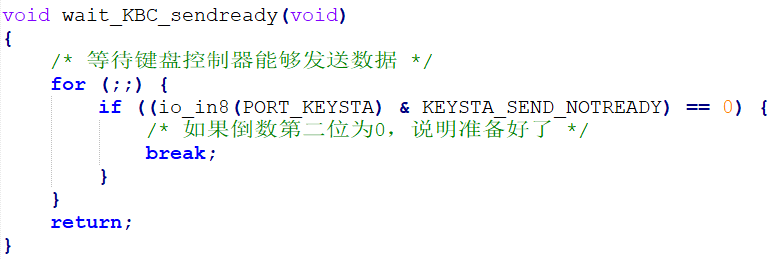 void wait_KBC_sendready(void)
{
    /* 等待键盘控制器能够发送数据 */
    for (;;) {
        if ((io_in8(PORT_KEYSTA) & KEYSTA_SEND_NOTREADY) == 0) {
            /* 如果倒数第二位为0，说明准备好了 */
            break;
        }
    }
    return;
}